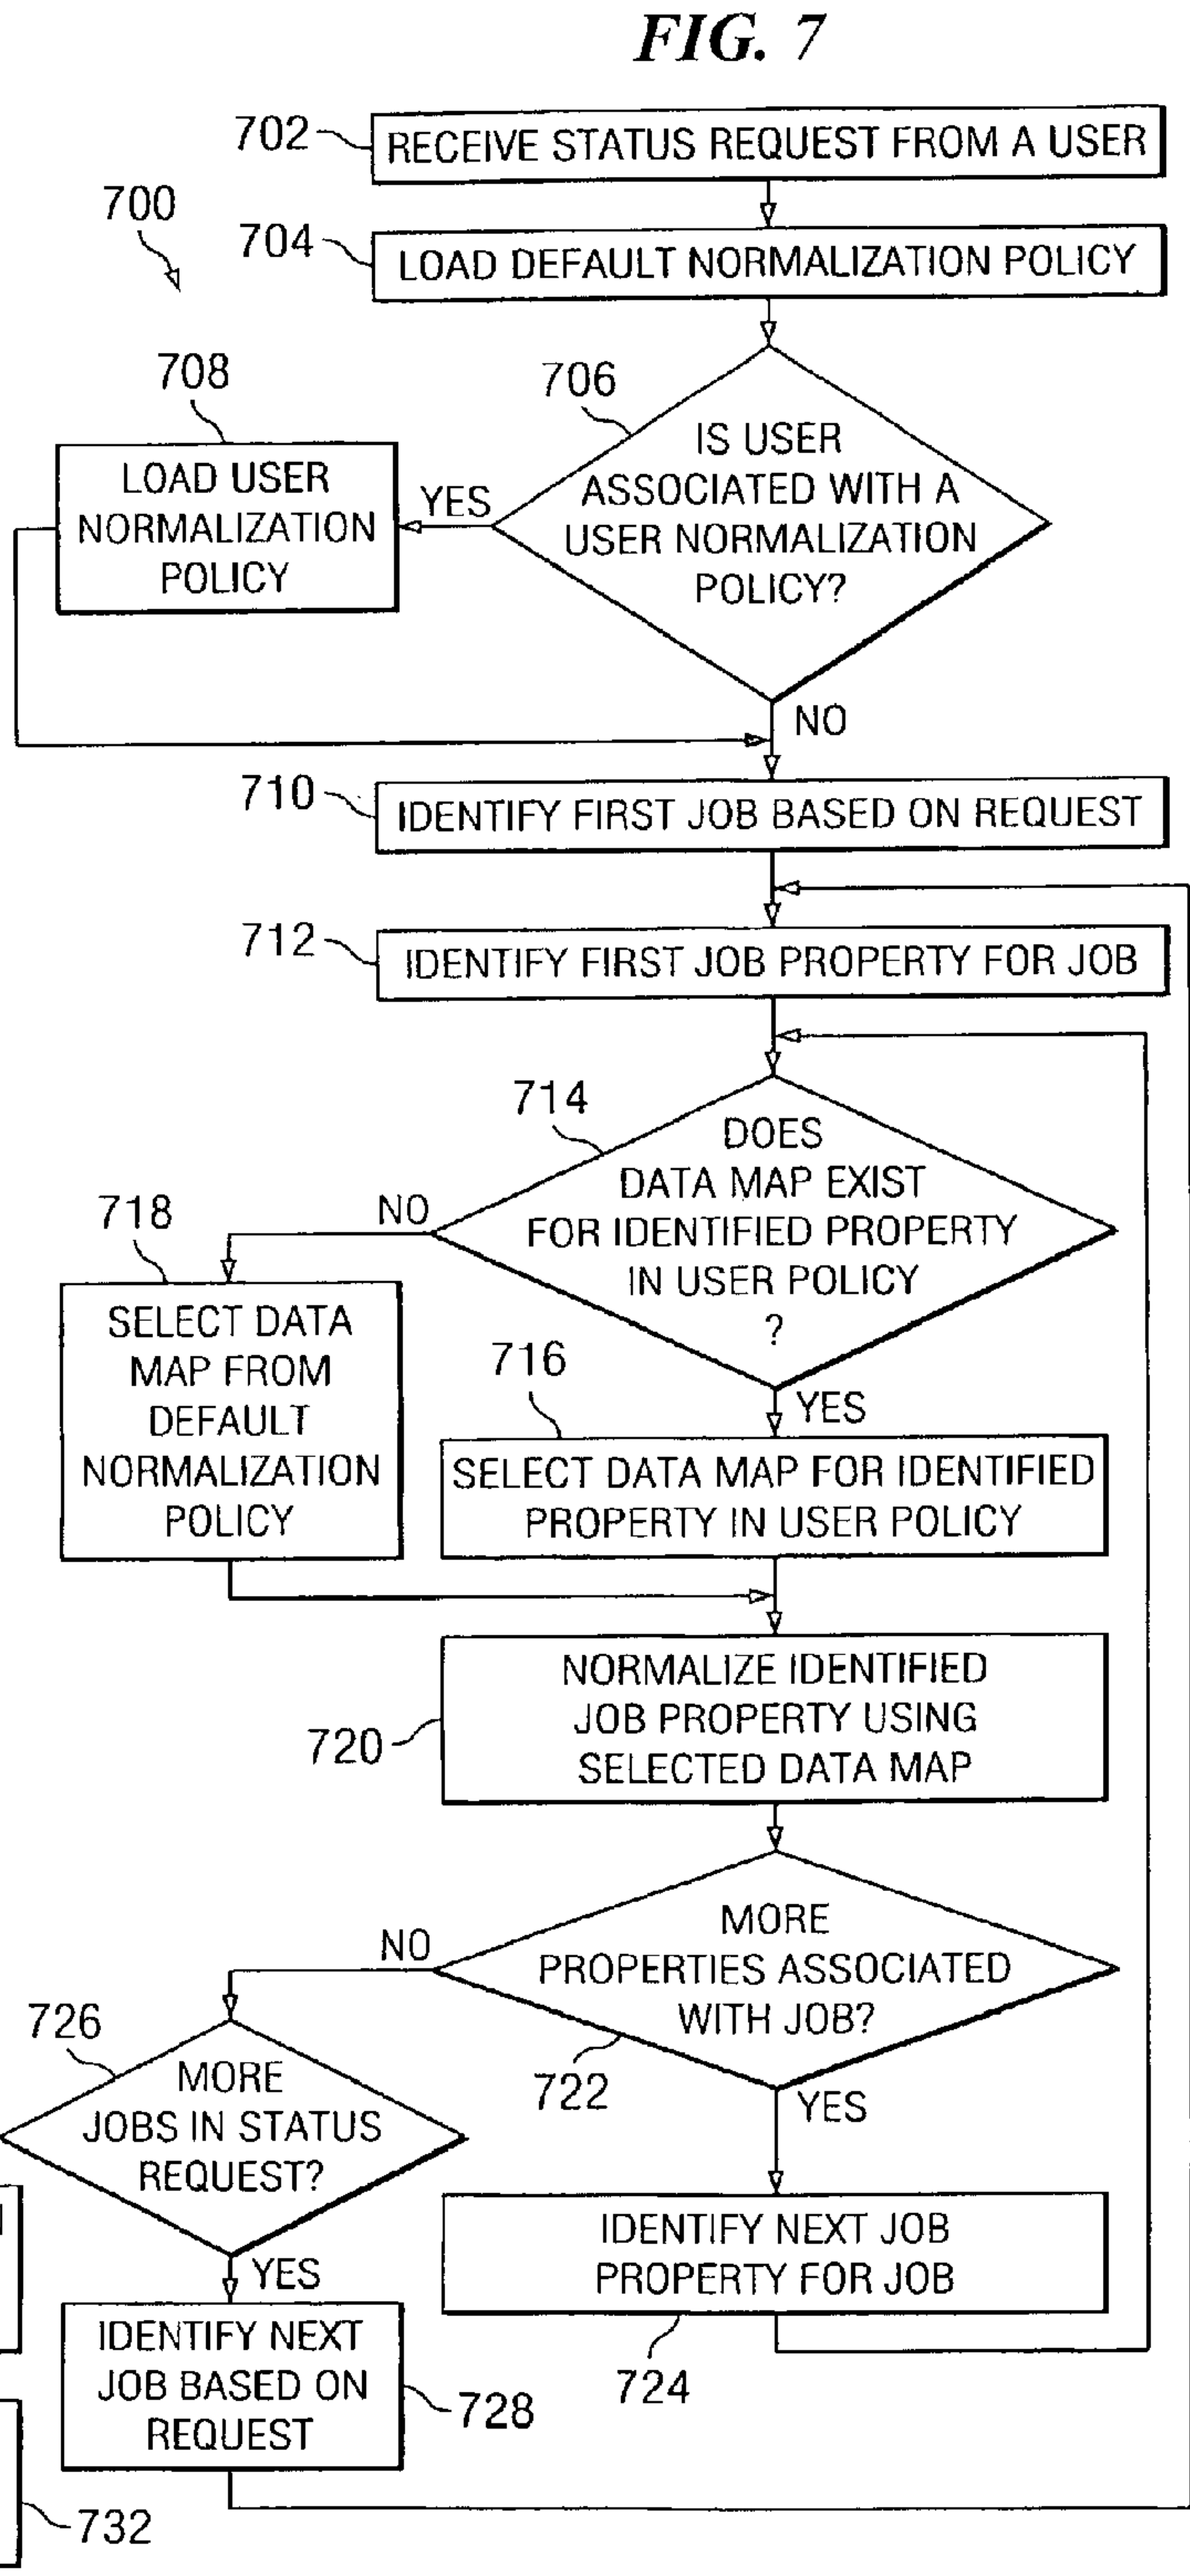 FIG. 7
702
RECEIVE STATUS REQUEST FROM A USER
700
704
LOAD DEFAULT NORMALIZATION POLICY
706
IS USER
ASSOCIATED WITH A
USER NORMALIZATION
POLICY?
708
LOAD USER
NORMALIZATION
POLICY
YES
NO
710
IDENTIFY FIRST JOB BASED ON REQUEST
712
IDENTIFY FIRST JOB PROPERTY FOR JOB
714
DOES
DATA MAP EXIST
FOR IDENTIFIED PROPERTY
IN USER POLICY
?
NO
718
SELECT DATA
MAP FROM
DEFAULT
NORMALIZATION
POLICY
716
YES
SELECT DATA MAP FOR IDENTIFIED
PROPERTY IN USER POLICY
720
NORMALIZE IDENTIFIED
JOB PROPERTY USING
SELECTED DATA MAP
MORE
PROPERTIES ASSOCIATED
WITH JOB?
722
NO
YES
726
MORE
JOBS IN STATUS
REQUEST?
YES
IDENTIFY NEXT JOB
PROPERTY FOR JOB
724
IDENTIFY NEXT
JOB BASED ON
REQUEST
728
732